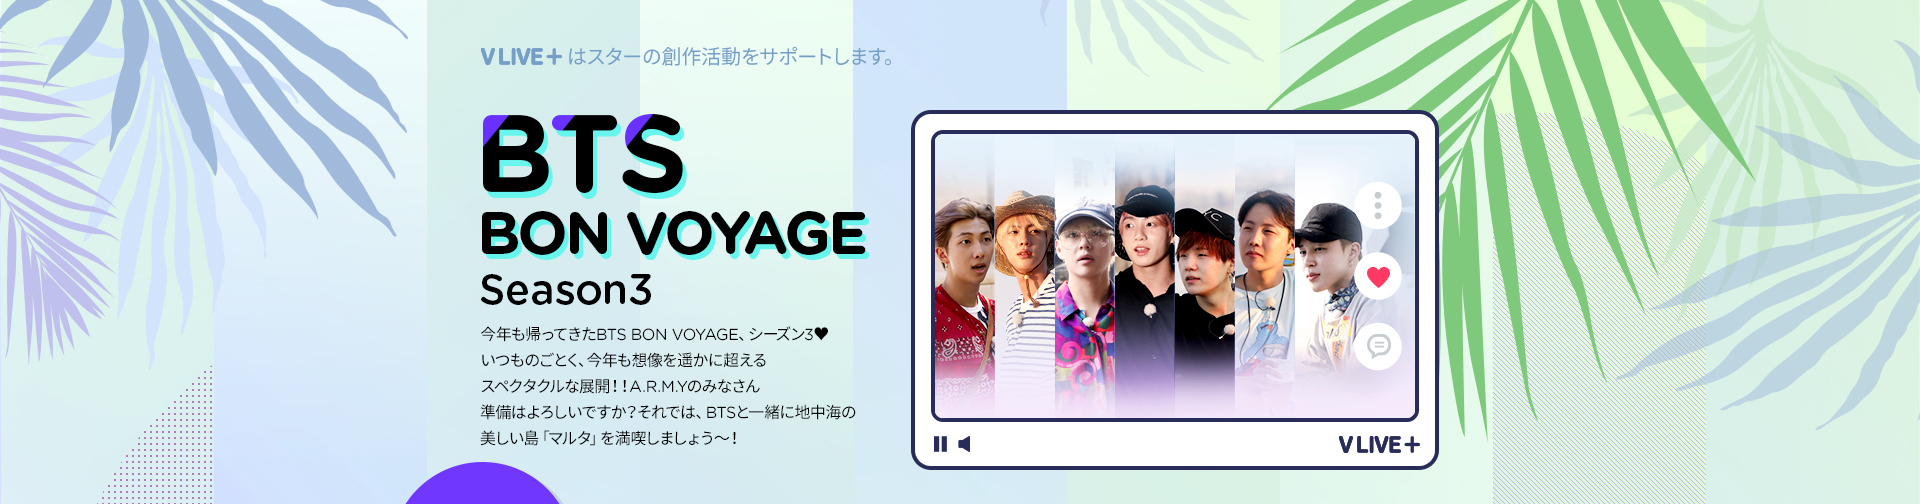 V LIVE+ はスターの創作活動をサポートします。
BTS
BON VOYAGE
Season3
今年も帰ってきたBTS BON VOYAGE、シーズン3♥
いつものごとく、今年も想像を遥かに超える
スペクタクルな展開！！A.R.M.Yのみなさん
準備はよろしいですか？それでは、BTSと一緒に地中海の
美しい島「マルタ」を満喫しましょう～！
V LIVE+